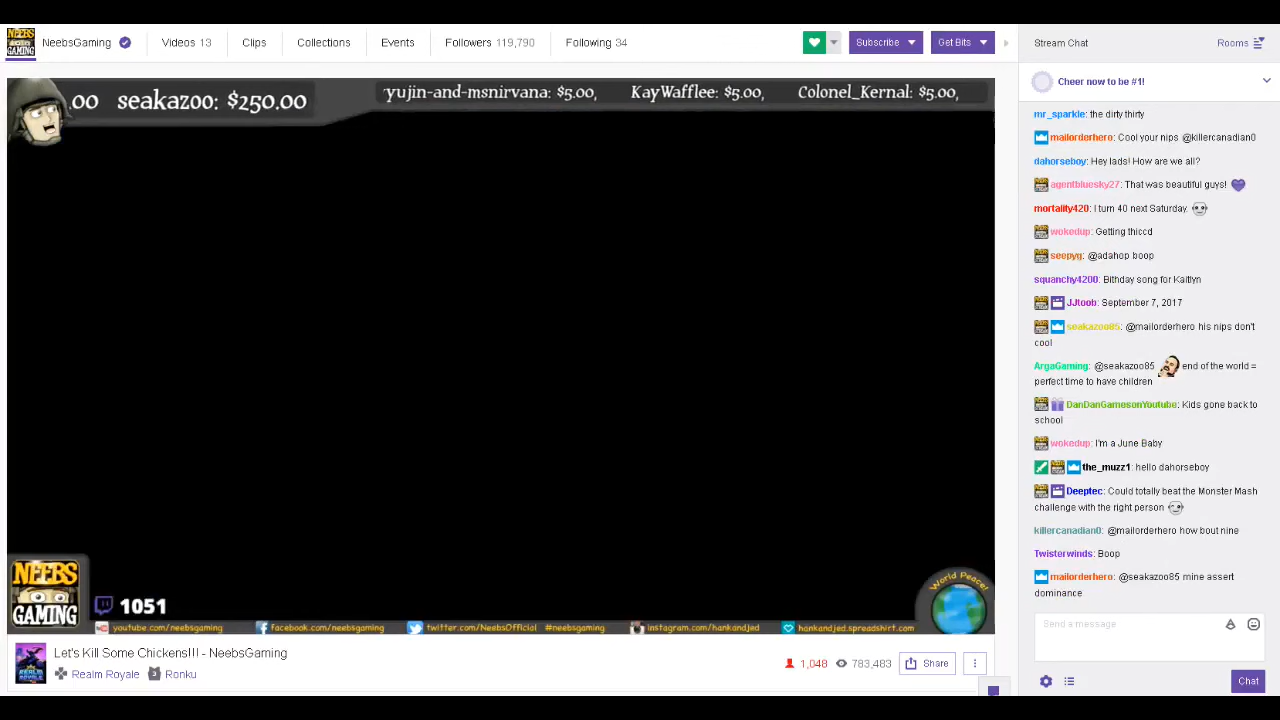 NeebsGaming
Videos 13
Clips
Collections
Events
Followers 119,790
Following 34
Subscribe
Get Bits
Stream Chat
Rooms
.00 seakazoo: $250.00
yujin-and-msnirvana: $5.00, KayWafflee: $5.00, Colonel_Kernal: $5.00,
NEEBS
GAMING
1051
World Peace!
youtube.com/neebsgaming
facebook.com/neebsgaming
twitter.com/NeebsOfficial #neebsgaming
instagram.com/hankandjed
hankandjed.spreadshirt.com
Let's Kill Some Chickens!!! - NeebsGaming
Realm Royale
Ronku
1,048
783,483
Share
Cheer now to be #1!
mr_sparkle: the dirty thirty
mailorderhero: Cool your nips @killercanadian0
dahorseboy: Hey lads! How are we all?
agentbluesky27: That was beautiful guys!
mortality420: I turn 40 next Saturday.
wokedup: Getting thiccd
seepyg: @adahop boop
squanchy4200: Bithday song for Kaitlyn
JJtoob: September 7, 2017
seakazoo85: @mailorderhero his nips don't
cool
ArgaGaming: @seakazoo85 end of the world =
perfect time to have children
DanDanGamesonYoutube: Kids gone back to
school
wokedup: I'm a June Baby
the_muzz1: hello dahorseboy
Deeptec: Could totally beat the Monster Mash
challenge with the right person
killercanadian0: @mailorderhero how bout nine
Twisterwinds: Boop
mailorderhero: @seakazoo85 mine assert
dominance
Send a message
Chat